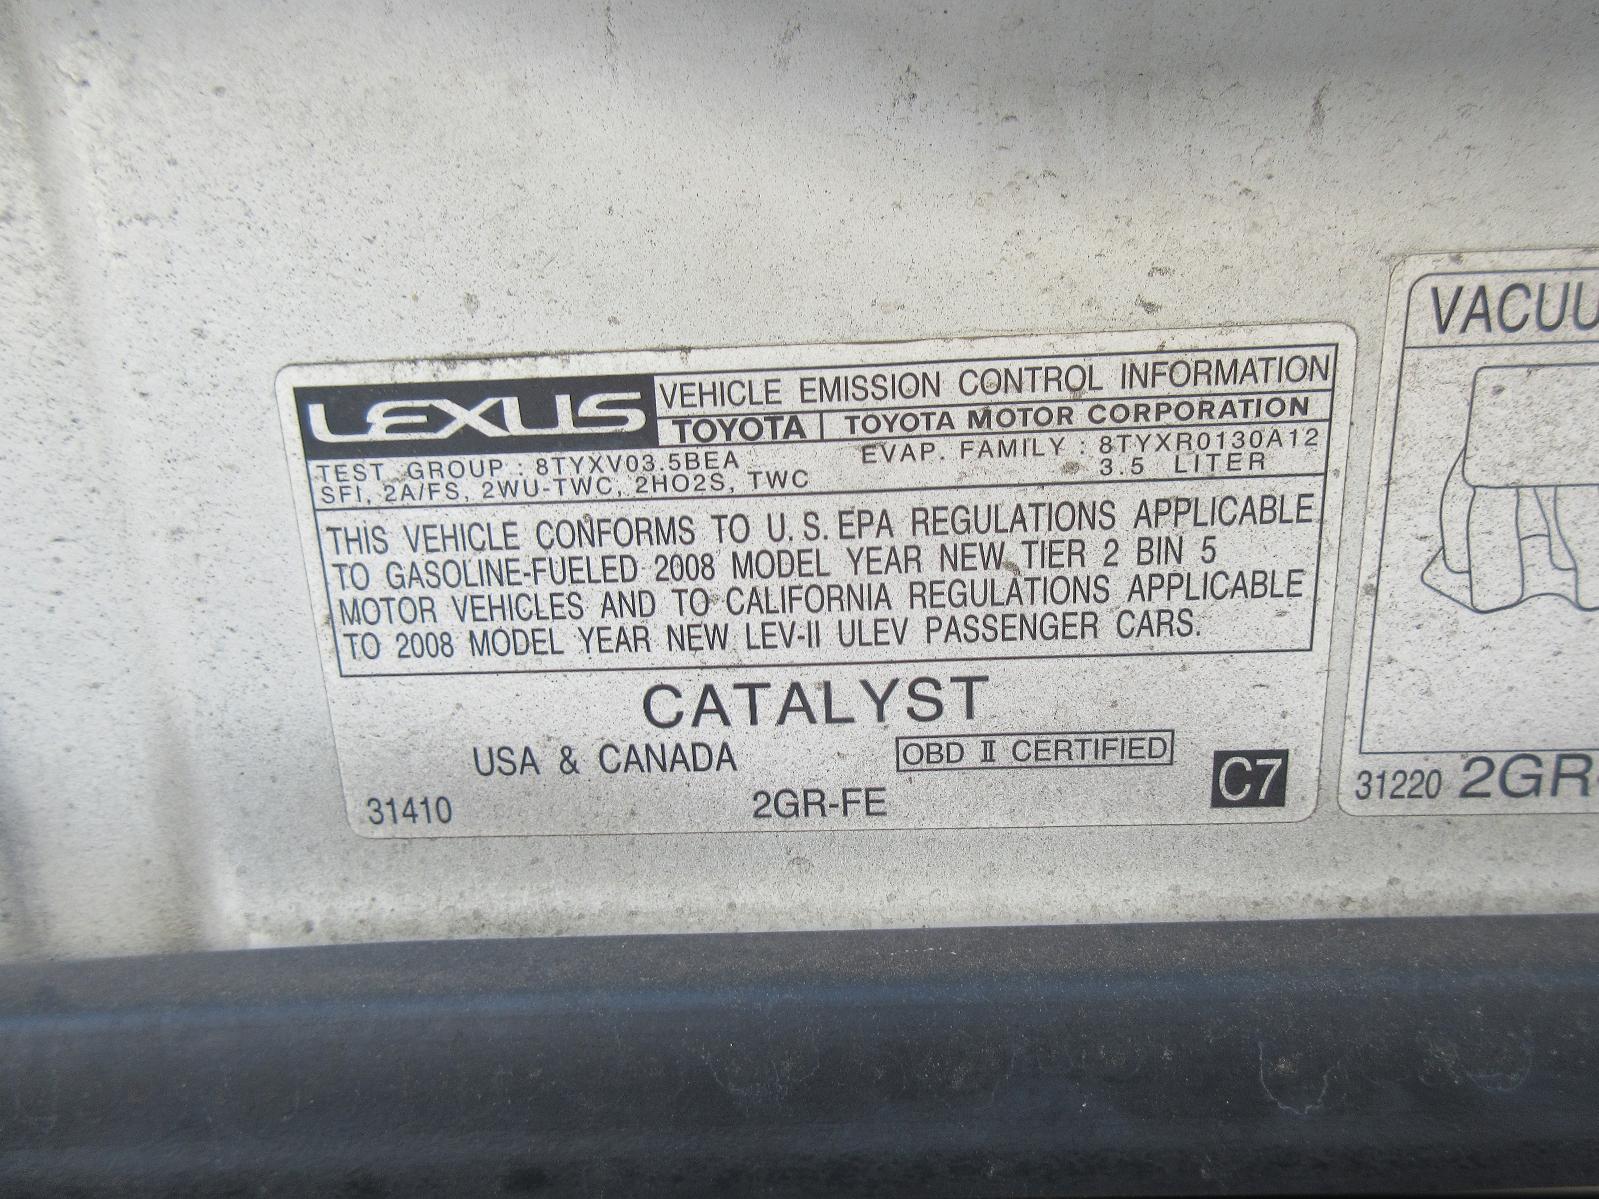 LEXUS VEHICLE EMISSION CONTROL INFORMATION
TOYOTA TOYOTA MOTOR CORPORATION
TEST GROUP : 8TYXV03.5BEA EVAP. FAMILY : 8TYXR0130A12
SFI, 2A/FS, 2WU-TWC, 2HO2S, TWC 3.5 LITER
THIS VEHICLE CONFORMS TO U.S. EPA REGULATIONS APPLICABLE
TO GASOLINE-FUELED 2008 MODEL YEAR NEW TIER 2 BIN 5
MOTOR VEHICLES AND TO CALIFORNIA REGULATIONS APPLICABLE
TO 2008 MODEL YEAR NEW LEV-II ULEV PASSENGER CARS.
CATALYST
USA & CANADA OBD II CERTIFIED
31410 2GR-FE C7
VACUU
31220 2GR-